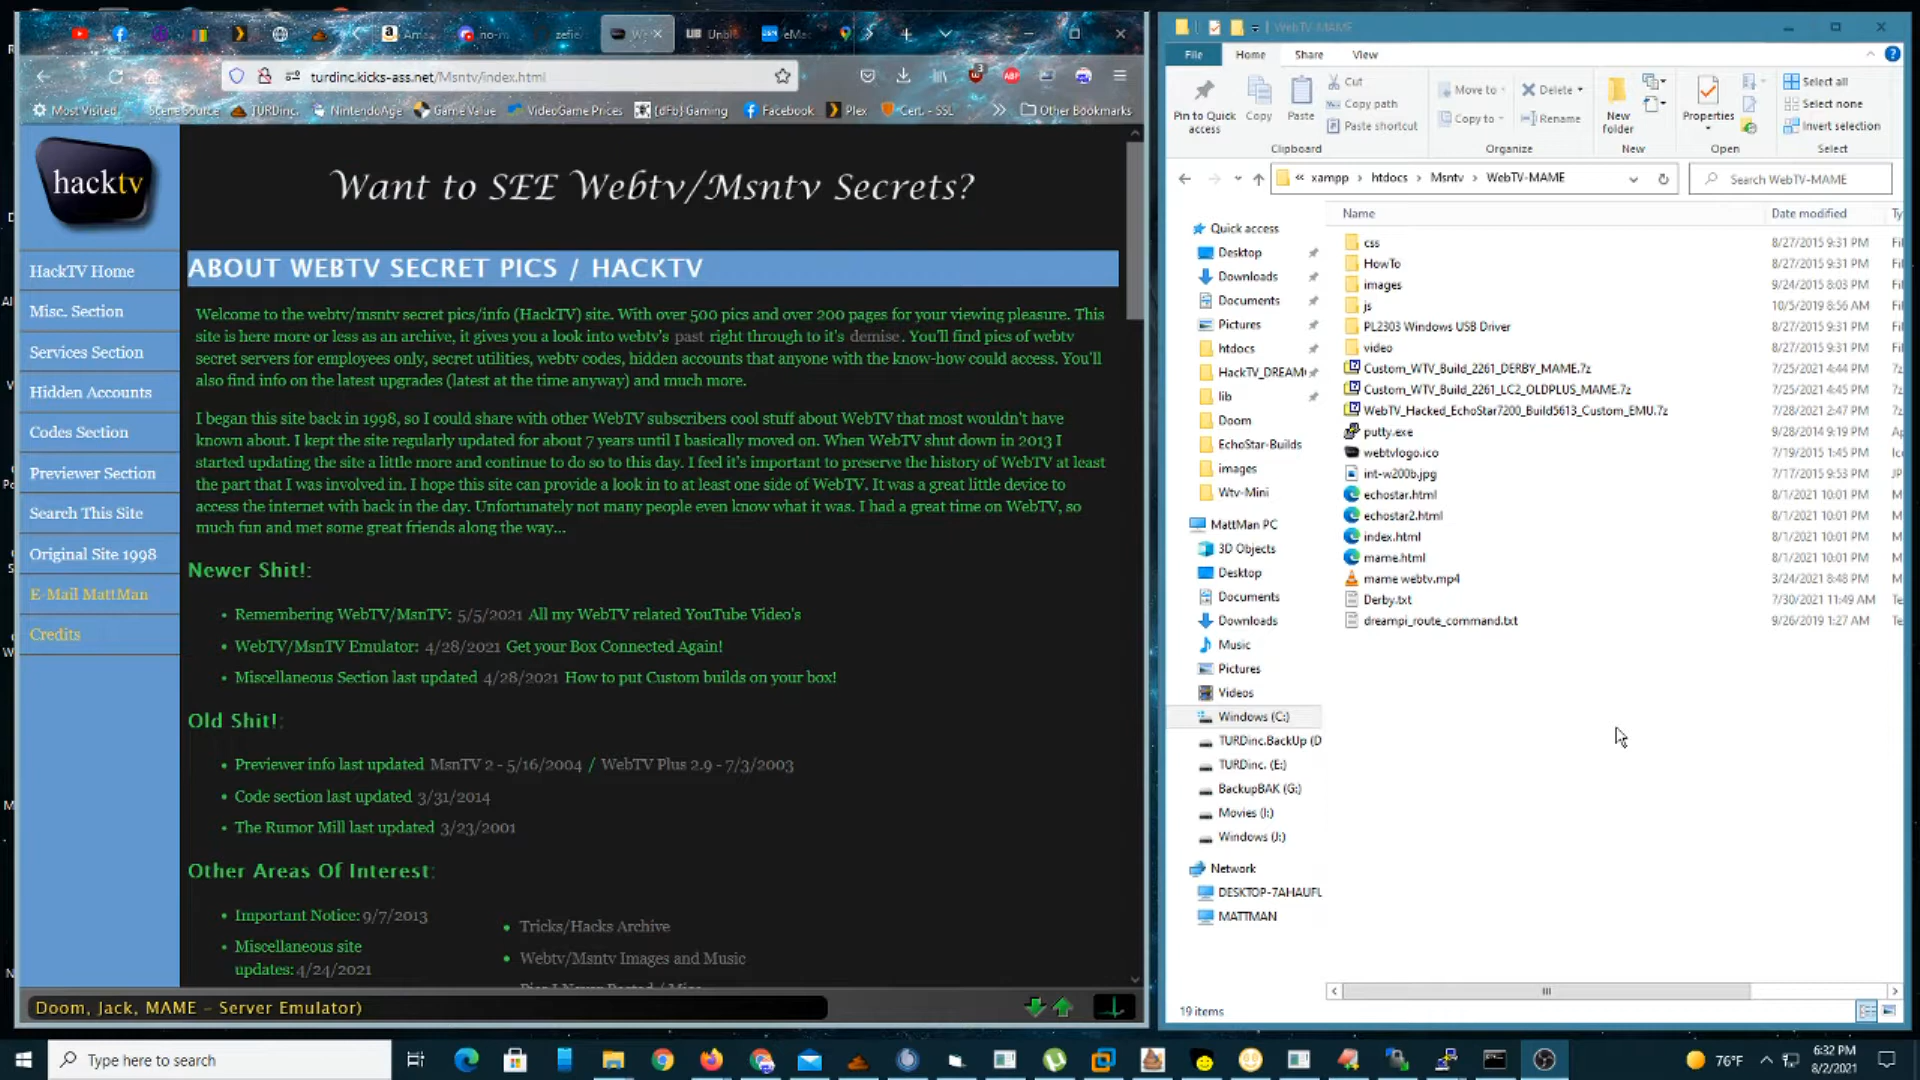 turdinc.kicks-ass.net/Msntv/index.html
Most Visited
SceneSource
TURDinc.
NintendoAge
Game Value
VideoGame Prices
[dFb] Gaming
Facebook
Plex
Cert. - SSL
Other Bookmarks
hacktv
HackTV Home
Misc. Section
Services Section
Hidden Accounts
Codes Section
Previewer Section
Search This Site
Original Site 1998
E-Mail MattMan
Credits
Want to SEE Webtv/Msntv Secrets?
ABOUT WEBTV SECRET PICS / HACKTV
Welcome to the webtv/msntv secret pics/info (HackTV) site. With over 500 pics and over 200 pages for your viewing pleasure. This
site is here more or less as an archive, it gives you a look into webtv's past right through to it's demise. You'll find pics of webtv
secret servers for employees only, secret utilities, webtv codes, hidden accounts that anyone with the know-how could access. You'll
also find info on the latest upgrades (latest at the time anyway) and much more.
I began this site back in 1998, so I could share with other WebTV subscribers cool stuff about WebTV that most wouldn't have
known about. I kept the site regularly updated for about 7 years until I basically moved on. When WebTV shut down in 2013 I
started updating the site a little more and continue to do so to this day. I feel it's important to preserve the history of WebTV at least
the part that I was involved in. I hope this site can provide a look in to at least one side of WebTV. It was a great little device to
access the internet with back in the day. Unfortunately not many people even know what it was. I had a great time on WebTV, so
much fun and met some great friends along the way...
Newer Shit!:
Remembering WebTV/MsnTV: 5/5/2021 All my WebTV related YouTube Video's
WebTV/MsnTV Emulator: 4/28/2021 Get your Box Connected Again!
Miscellaneous Section last updated 4/28/2021 How to put Custom builds on your box!
Old Shit!:
Previewer info last updated MsnTV 2 - 5/16/2004 / WebTV Plus 2.9 - 7/3/2003
Code section last updated 3/31/2014
The Rumor Mill last updated 3/23/2001
Other Areas Of Interest:
Important Notice: 9/7/2013
Miscellaneous site
updates: 4/24/2021
Tricks/Hacks Archive
Webtv/Msntv Images and Music
Doom, Jack, MAME - Server Emulator)
WebTV-MAME
File
Home
Share
View
Pin to Quick
access
Copy
Paste
Cut
Copy path
Paste shortcut
Clipboard
Move to
Copy to
Delete
Rename
Organize
New
folder
New
Properties
Open
Select all
Select none
Invert selection
Select
« xampp > htdocs > Msntv > WebTV-MAME
Search WebTV-MAME
Quick access
Desktop
Downloads
Documents
Pictures
htdocs
HackTV_DREAM
lib
Doom
EchoStar-Builds
images
Wtv-Mini
MattMan PC
3D Objects
Desktop
Documents
Downloads
Music
Pictures
Videos
Windows (C:)
TURDinc.BackUp (D
TURDinc. (E:)
BackupBAK (G:)
Movies (I:)
Windows (J:)
Network
DESKTOP-7AHAUFL
MATTMAN
Name Date modified Ty
css 8/27/2015 9:31 PM Fil
HowTo 8/27/2015 9:31 PM Fil
images 9/24/2015 8:03 PM Fil
js 10/5/2019 8:56 AM Fil
PL2303 Windows USB Driver 8/27/2015 9:31 PM Fil
video 8/27/2015 9:31 PM Fil
Custom_WTV_Build_2261_DERBY_MAME.7z 7/25/2021 4:44 PM 7z
Custom_WTV_Build_2261_LC2_OLDPLUS_MAME.7z 7/25/2021 4:45 PM 7z
WebTV_Hacked_EchoStar7200_Build5613_Custom_EMU.7z 7/28/2021 2:47 PM 7z
putty.exe 9/28/2014 9:19 PM Ap
webtvlogo.ico 7/19/2015 1:45 PM Ico
int-w200b.jpg 7/17/2015 9:53 PM JP
echostar.html 8/1/2021 10:01 PM M
echostar2.html 8/1/2021 10:01 PM M
index.html 8/1/2021 10:01 PM M
mame.html 8/1/2021 10:01 PM M
mame webtv.mp4 3/24/2021 8:48 PM M
Derby.txt 7/30/2021 11:49 AM Te
dreampi_route_command.txt 9/26/2019 1:27 AM Te
19 items
Type here to search
76°F
6:32 PM
8/2/2021